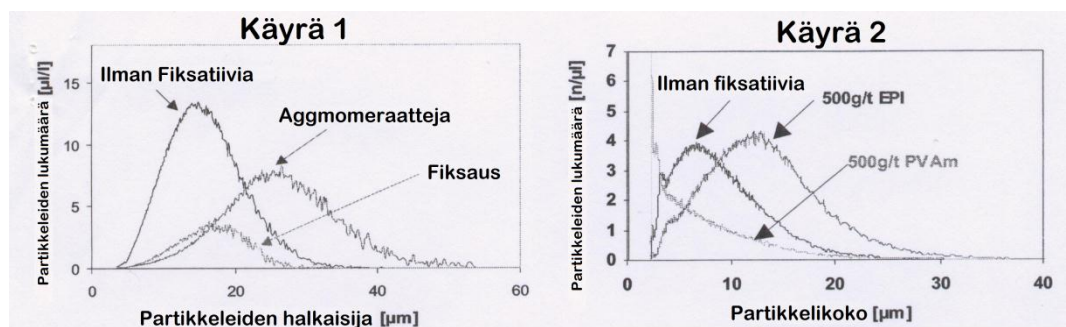 Käyrä 1
Partikkeleiden lukumäärä [µl/l]
15
10
5
0
Ilman Fiksatiivia
Aggmomeraatteja
Fiksaus
0
20
40
60
Partikkeleiden halkaisija [µm]
Käyrä 2
Partikkeleiden lukumäärä [n/µl]
7
6
5
4
3
2
1
0
Ilman fiksatiivia
500g/t EPI
500g/t PVAm
0
10
20
30
40
Partikkelikoko [µm]